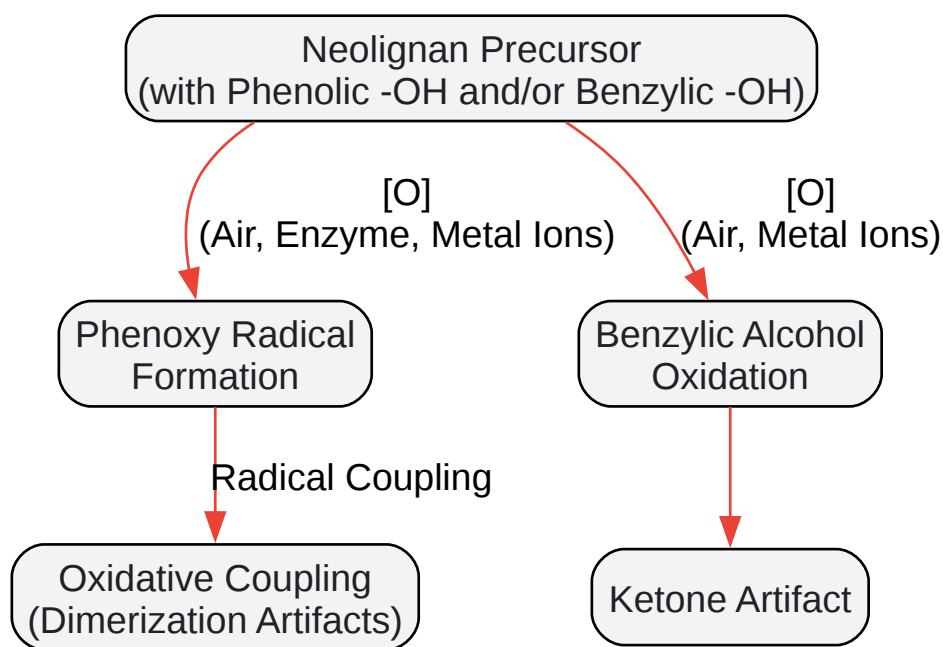 Neolignan Precursor
(with Phenolic -OH and/or Benzylic -OH)
[O]
(Air, Enzyme, Metal Ions)
[O]
(Air, Metal Ions)
Phenoxy Radical
Formation
Benzylic Alcohol
Oxidation
Radical Coupling
Oxidative Coupling
(Dimerization Artifacts)
Ketone Artifact